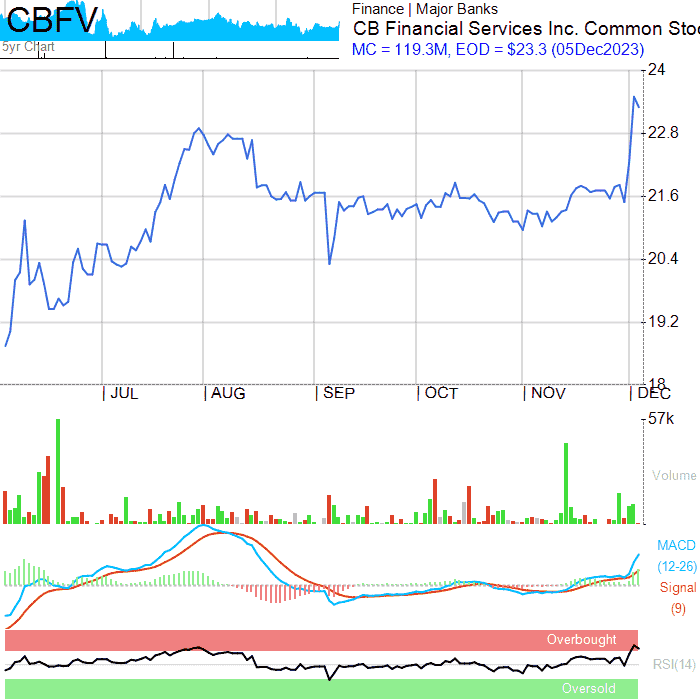 CBFV
5yr Chart
Finance | Major Banks
CB Financial Services Inc. Common Sto
MC = 119.3M, EOD = $23.3 (05Dec2023)
24
22.8
21.6
20.4
19.2
18
JUL
AUG
SEP
OCT
NOV
DEC
57k
Volume
MACD
(12-26)
Signal
(9)
Overbought
RSI(14)
Oversold